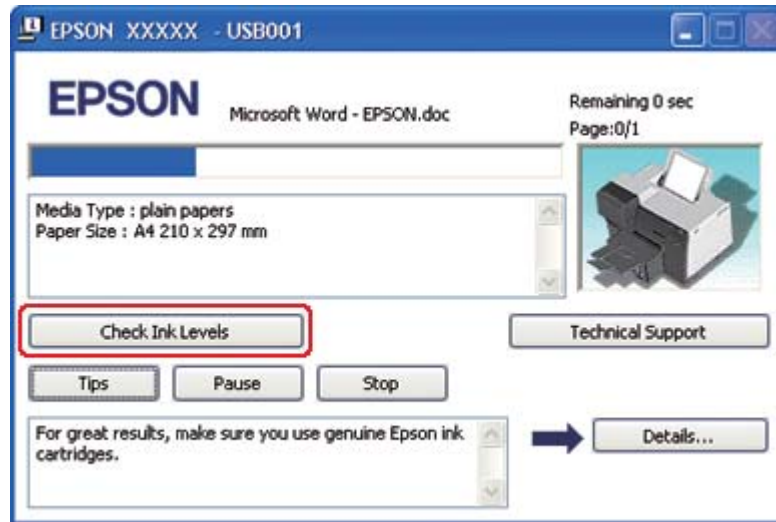 EPSON XXXXX - USB001
EPSON
Microsoft Word - EPSON.doc
Remaining 0 sec
Page:0/1
Media Type : plain papers
Paper Size : A4 210 x 297 mm
Check Ink Levels
Technical Support
Tips
Pause
Stop
For great results, make sure you use genuine Epson ink
cartridges.
Details...